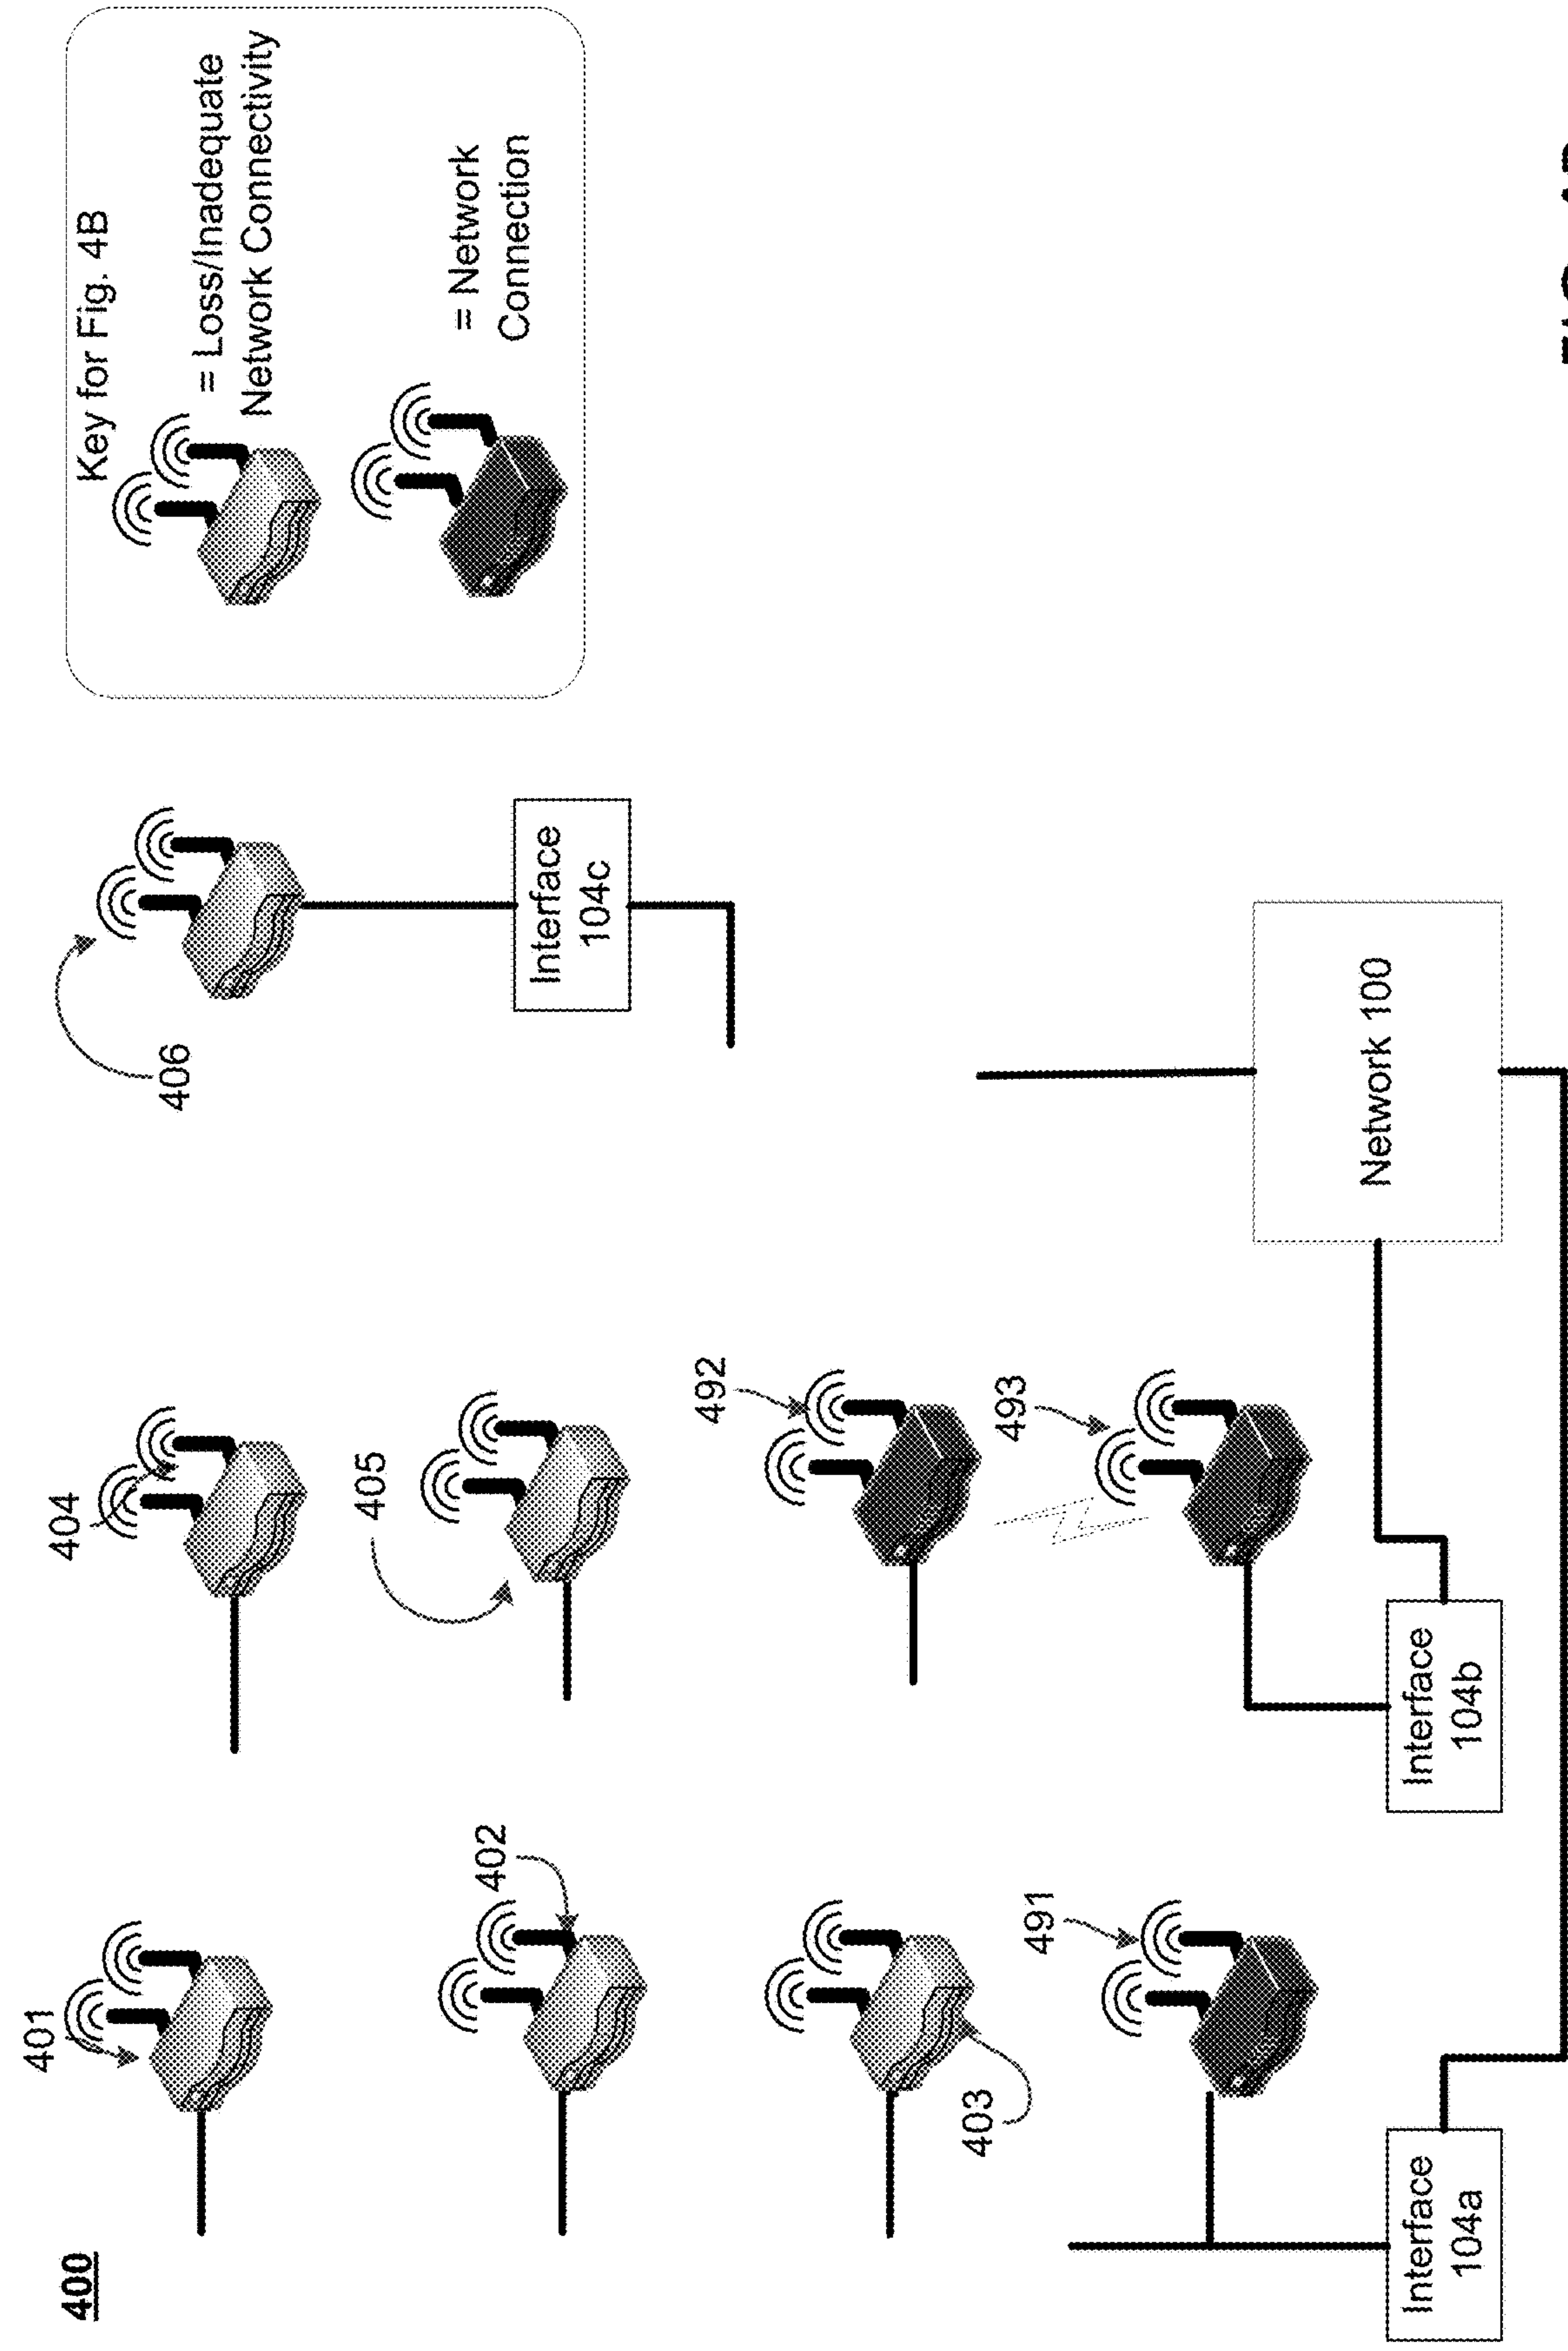 400
401
402
403
491
404
405
492
493
406
Interface
104a
Interface
104b
Interface
104c
Network 100
Key for Fig. 4B
= Loss/Inadequate
Network Connectivity
= Network
Connection